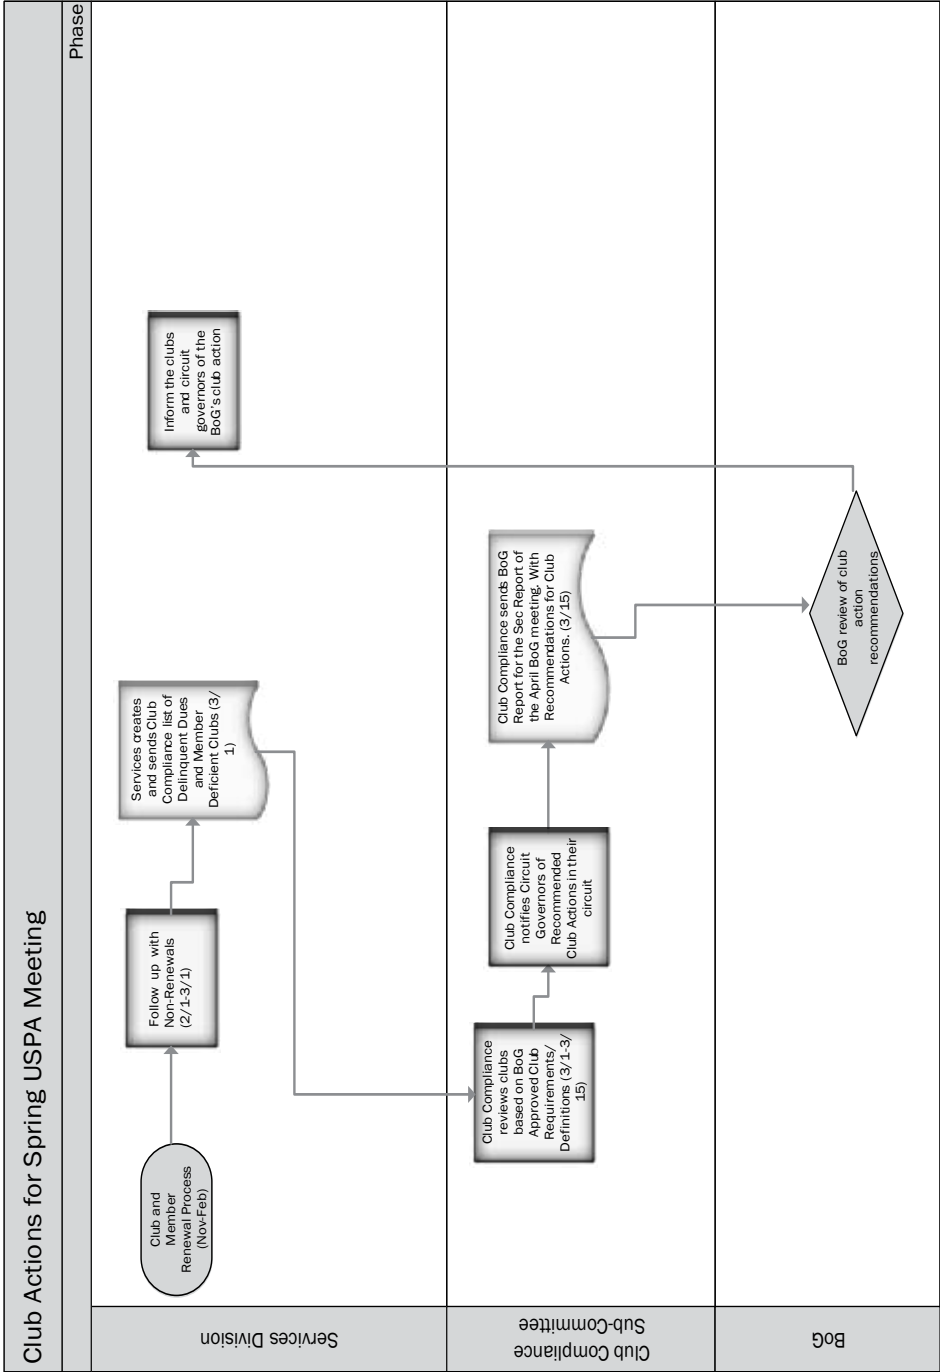 Club Actions for Spring USPA Meeting
Phase
Services Division
Club and
Member
Renewal Process
(Nov-Feb)
Follow up with
Non-Renewals
(2/1-3/1)
Services creates
and sends Club
Compliance list of
Delinquent Dues
and Member
Deficient Clubs (3/
1)
Inform the clubs
and circuit
governors of the
BoG's club action
Club Compliance
Sub-Committee
Club Compliance
reviews clubs
based on BoG
Approved Club
Requirements/
Definitions (3/1-3/
15)
Club Compliance
notifies Circuit
Governors of
Recommended
Club Actions in their
circuit
Club Compliance sends BoG
Report for the Sec Report of
the April BoG meeting. With
Recommendations for Club
Actions. (3/15)
BoG
BoG review of club
action
recommendations